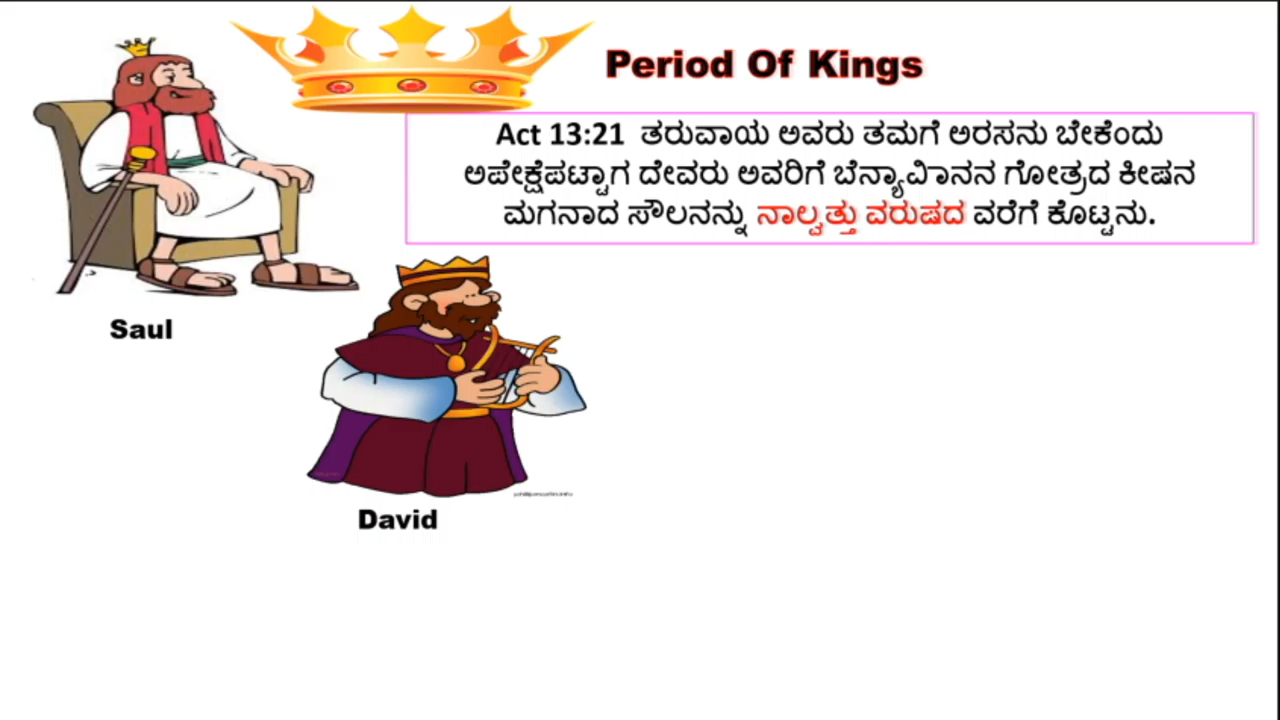 Period Of Kings
Act 13:21 ತರುವಾಯ ಅವರು ತಮಗೆ ಅರಸನು ಬೇಕೆಂದು
ಅಪೇಕ್ಷೆಪಟ್ಟಾಗ ದೇವರು ಅವರಿಗೆ ಬೆನ್ಯಾವಿಾನನ ಗೋತ್ರದ ಕೀಷನ
ಮಗನಾದ ಸೌಲನನ್ನು ನಾಲ್ವತ್ತು ವರುಷದ ವರೆಗೆ ಕೊಟ್ಟನು.
Saul
David